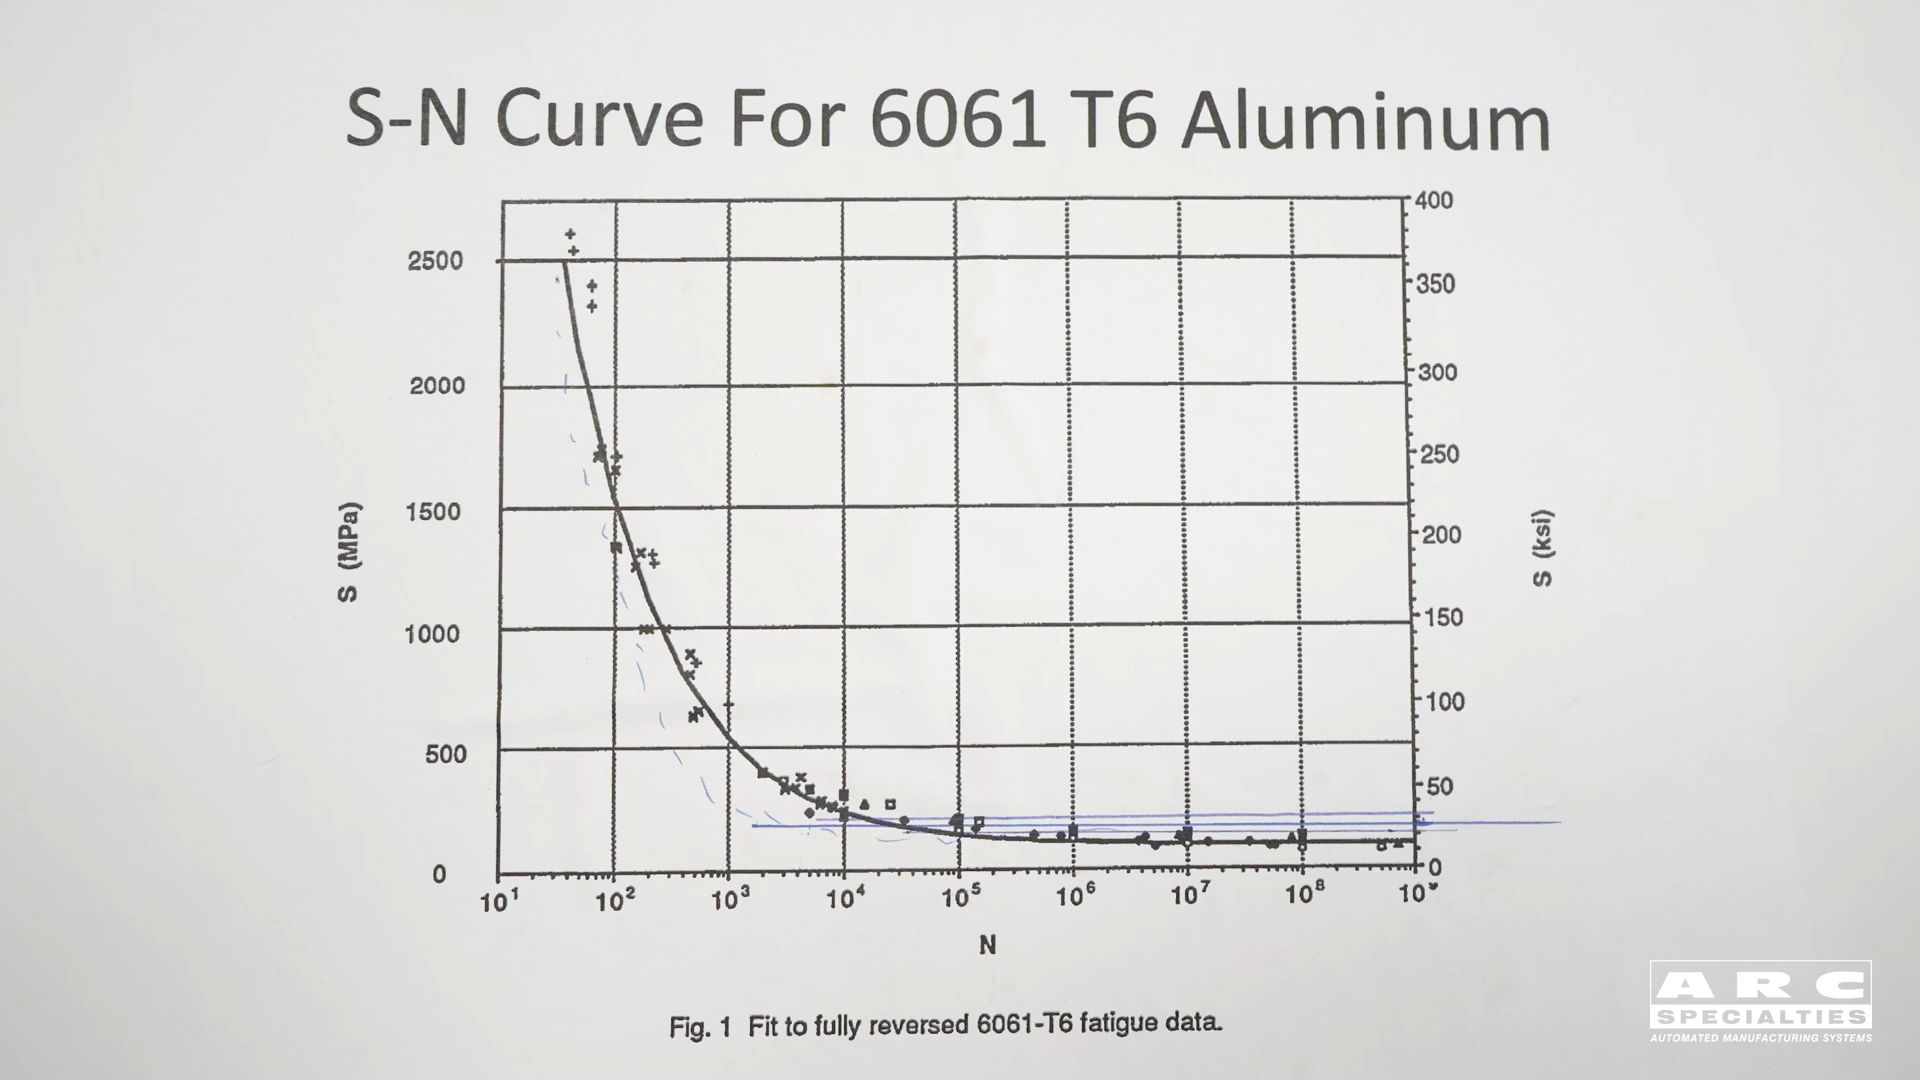 S-N Curve For 6061 T6 Aluminum
400
2500
350
2000
300
250
1500
S (MPa)
200
S (ksi)
1000
150
100
500
50
0
0
10¹ 10² 10³ 10⁴ 10⁵ 10⁶ 10⁷ 10⁸ 10⁹
N
Fig. 1 Fit to fully reversed 6061-T6 fatigue data.
ARC
SPECIALTIES
AUTOMATED MANUFACTURING SYSTEMS